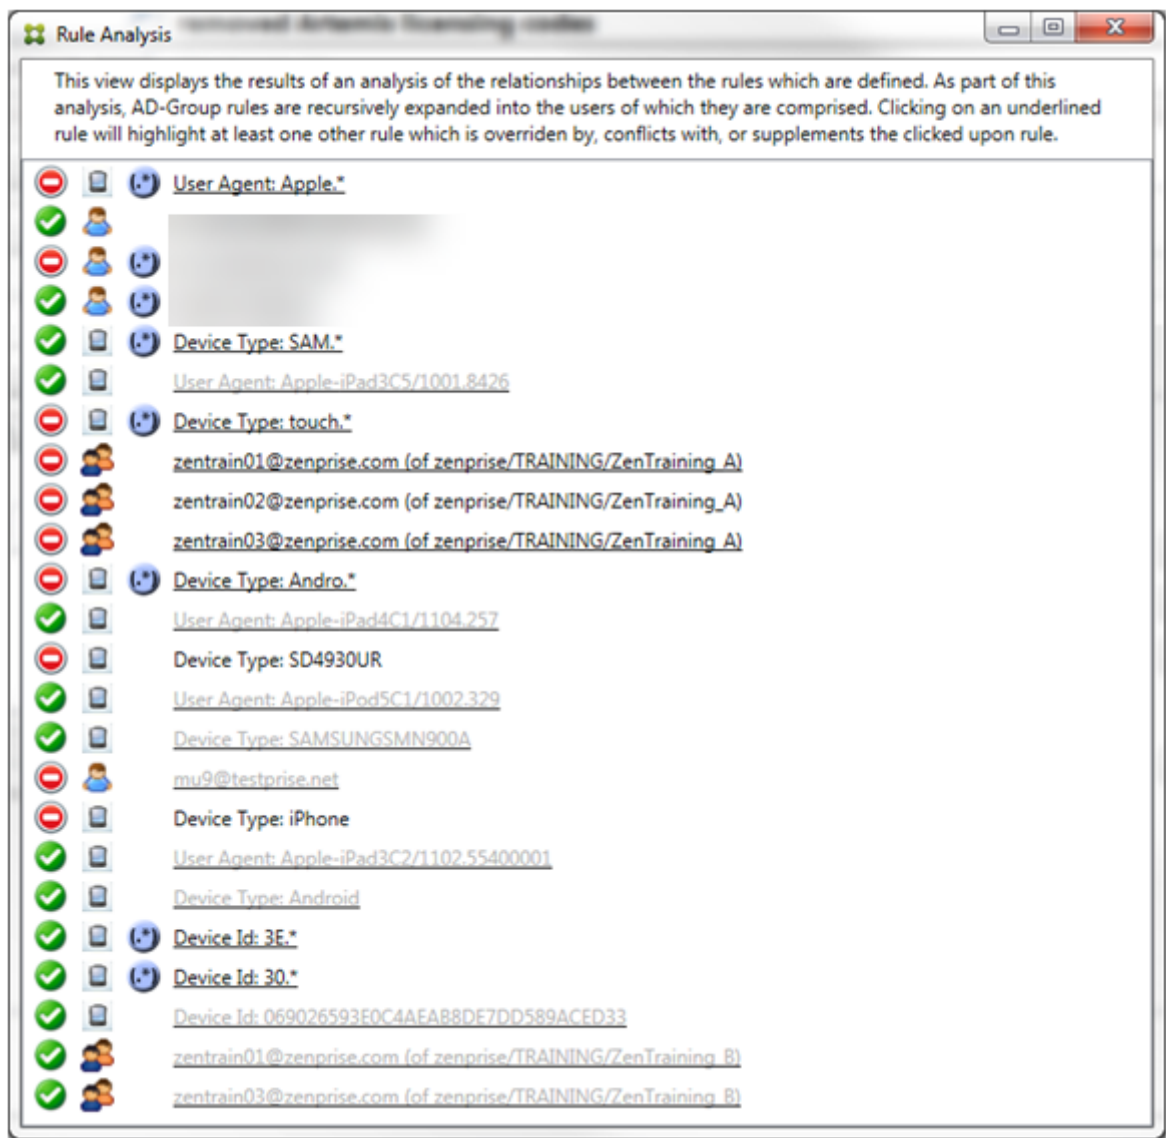 removed Artemis licensing codes
Rule Analysis
This view displays the results of an analysis of the relationships between the rules which are defined. As part of this
analysis, AD-Group rules are recursively expanded into the users of which they are comprised. Clicking on an underlined
rule will highlight at least one other rule which is overriden by, conflicts with, or supplements the clicked upon rule.
(.*) User Agent: Apple.*
(.*)
(.*)
(.*) Device Type: SAM.*
User Agent: Apple-iPad3C5/1001.8426
(.*) Device Type: touch.*
zentrain01@zenprise.com (of zenprise/TRAINING/ZenTraining_A)
zentrain02@zenprise.com (of zenprise/TRAINING/ZenTraining_A)
zentrain03@zenprise.com (of zenprise/TRAINING/ZenTraining_A)
(.*) Device Type: Andro.*
User Agent: Apple-iPad4C1/1104.257
Device Type: SD4930UR
User Agent: Apple-iPod5C1/1002.329
Device Type: SAMSUNGSMN900A
mu9@testprise.net
Device Type: iPhone
User Agent: Apple-iPad3C2/1102.55400001
Device Type: Android
(.*) Device Id: 3E.*
(.*) Device Id: 30.*
Device Id: 069026593E0C4AEAB8DE7DD589ACED33
zentrain01@zenprise.com (of zenprise/TRAINING/ZenTraining_B)
zentrain03@zenprise.com (of zenprise/TRAINING/ZenTraining_B)